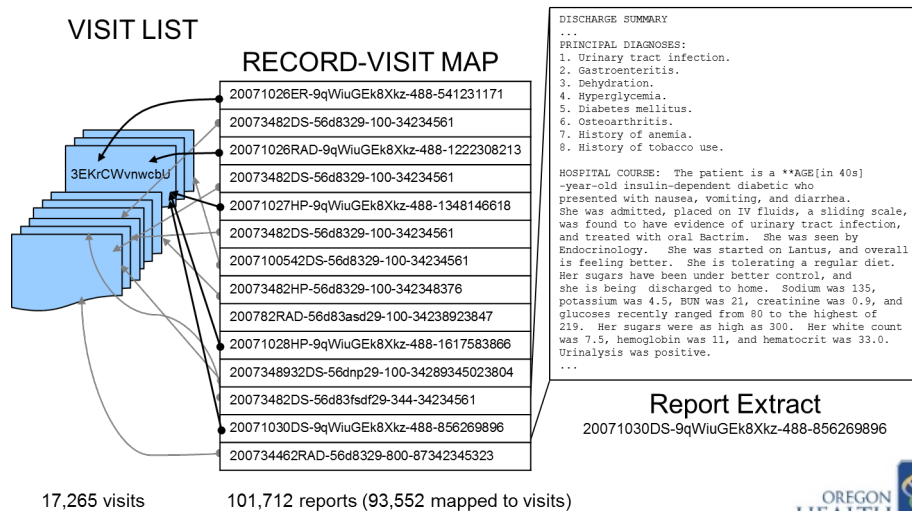 VISIT LIST
3EKrCWvnwcbU
17,265 visits
RECORD-VISIT MAP
20071026ER-9qWiuGEk8Xkz-488-541231171
20073482DS-56d8329-100-34234561
20071026RAD-9qWiuGEk8Xkz-488-1222308213
20073482DS-56d8329-100-34234561
20071027HP-9qWiuGEk8Xkz-488-1348146618
20073482DS-56d8329-100-34234561
2007100542DS-56d8329-100-34234561
20073482HP-56d8329-100-342348376
200782RAD-56d83asd29-100-34238923847
20071028HP-9qWiuGEk8Xkz-488-1617583866
2007348932DS-56dnp29-100-34289345023804
20073482DS-56d83fsdf29-344-34234561
20071030DS-9qWiuGEk8Xkz-488-856269896
200734462RAD-56d8329-800-87342345323
101,712 reports (93,552 mapped to visits)
DISCHARGE SUMMARY
...
PRINCIPAL DIAGNOSES:
1. Urinary tract infection.
2. Gastroenteritis.
3. Dehydration.
4. Hyperglycemia.
5. Diabetes mellitus.
6. Osteoarthritis.
7. History of anemia.
8. History of tobacco use.
HOSPITAL COURSE: The patient is a **AGE[in 40s]
-year-old insulin-dependent diabetic who
presented with nausea, vomiting, and diarrhea.
She was admitted, placed on IV fluids, a sliding scale,
was found to have evidence of urinary tract infection,
and treated with oral Bactrim. She was seen by
Endocrinology. She was started on Lantus, and overall
is feeling better. She is tolerating a regular diet.
Her sugars have been under better control, and
she is being discharged to home. Sodium was 135,
potassium was 4.5, BUN was 21, creatinine was 0.9, and
glucoses recently ranged from 80 to the highest of
219. Her sugars were as high as 300. Her white count
was 7.5, hemoglobin was 11, and hematocrit was 33.0.
Urinalysis was positive.
...
Report Extract
20071030DS-9qWiuGEk8Xkz-488-856269896
OREGON
HEALTH